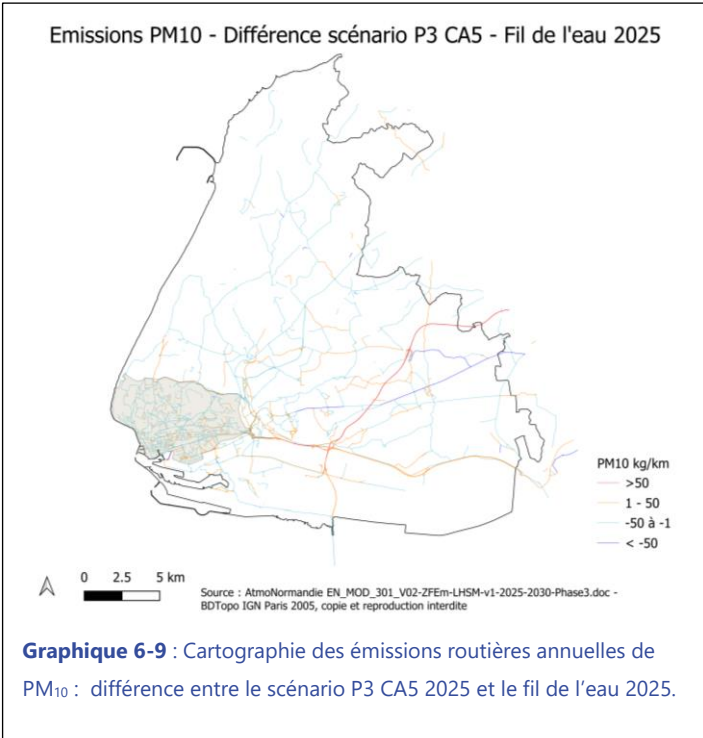 Emissions PM10 - Différence scénario P3 CA5 - Fil de l'eau 2025
PM10 kg/km
>50
1 - 50
-50 à -1
< -50
0 2.5 5 km
Source : AtmoNormandie EN_MOD_301_V02-ZFEm-LHSM-v1-2025-2030-Phase3.doc -
BDTopo IGN Paris 2005, copie et reproduction interdite
Graphique 6-9 : Cartographie des émissions routières annuelles de
PM₁₀ : différence entre le scénario P3 CA5 2025 et le fil de l’eau 2025.